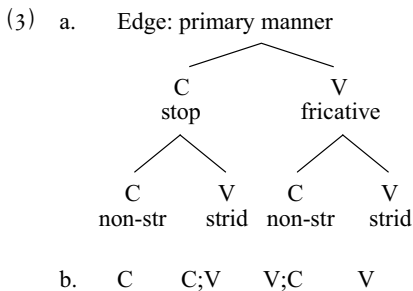 (3) a. Edge: primary manner
C V
stop fricative
C V C V
non-str strid non-str strid
b. C C;V V;C V